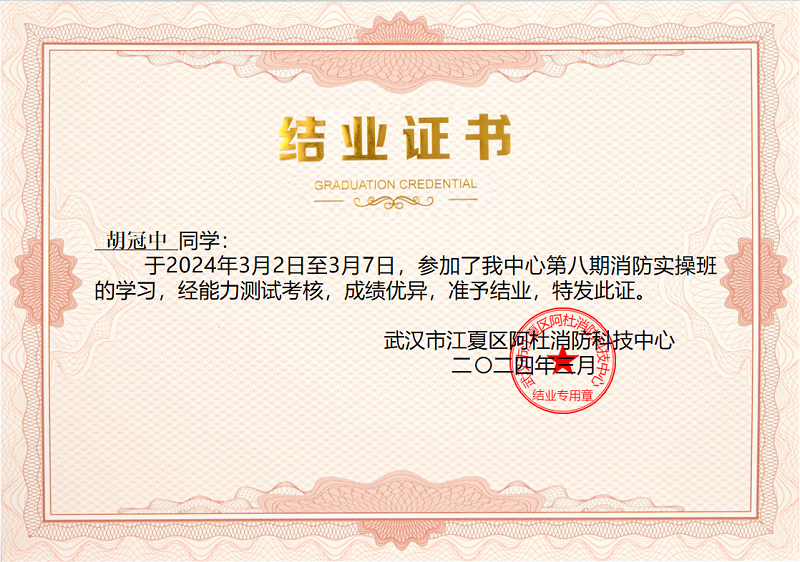 结业证书
GRADUATION CREDENTIAL
胡冠中 同学：
于2024年3月2日至3月7日，参加了我中心第八期消防实操班
的学习，经能力测试考核，成绩优异，准予结业，特发此证。
武汉市江夏区阿杜消防科技中心
二〇二四年三月
武汉市江夏区阿杜消防科技中心
结业专用章